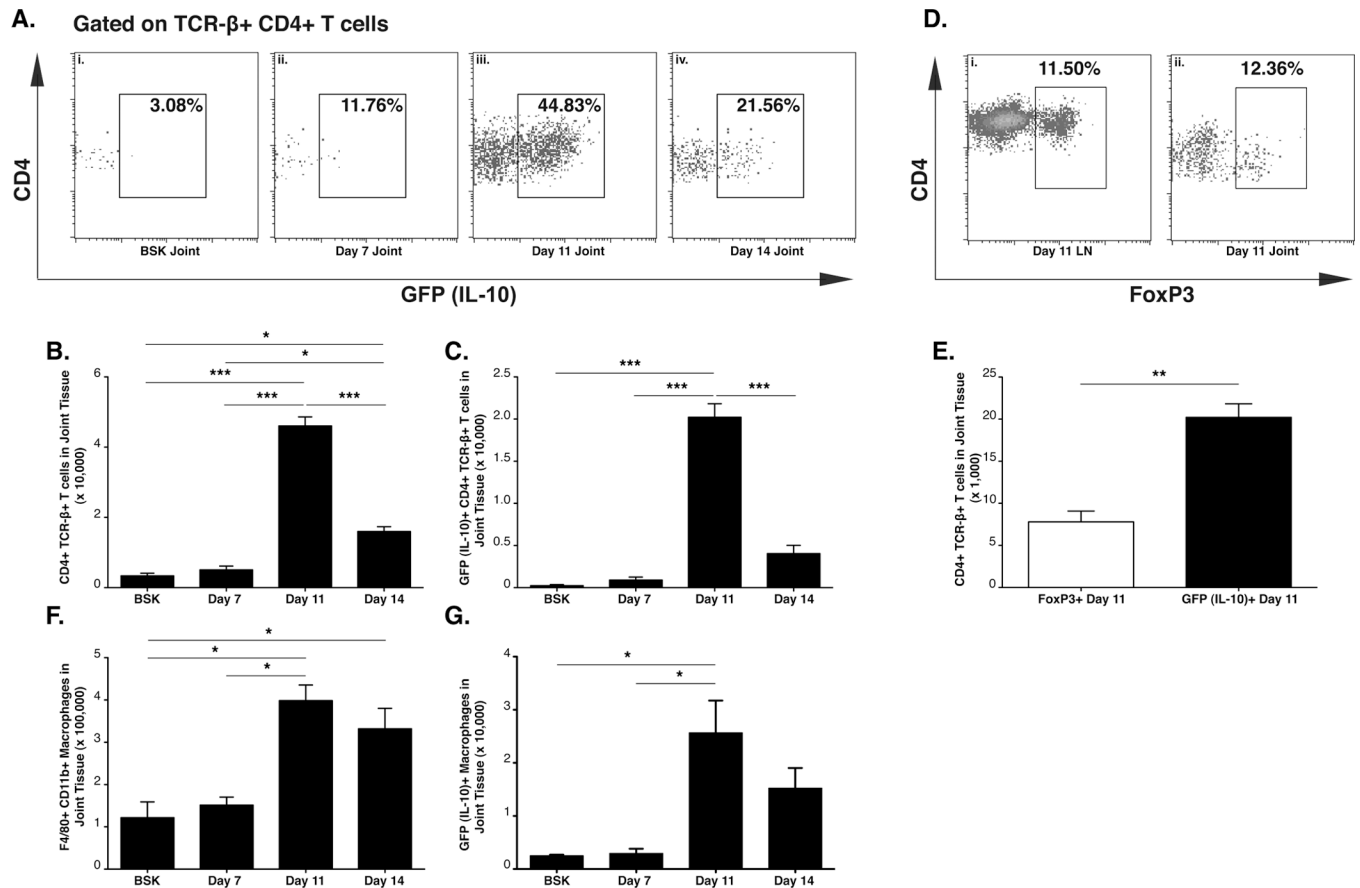 A.
Gated on TCR-β+ CD4+ T cells
CD4
i.
3.08%
BSK Joint
ii.
11.76%
Day 7 Joint
iii.
44.83%
Day 11 Joint
iv.
21.56%
Day 14 Joint
GFP (IL-10)
D.
CD4
i.
11.50%
Day 11 LN
ii.
12.36%
Day 11 Joint
FoxP3
B.
CD4+ TCR-β+ T cells in Joint Tissue
(x 10,000)
6
4
2
0
*
*
***
***
***
BSK
Day 7
Day 11
Day 14
C.
GFP (IL-10)+ CD4+ TCR-β+ T cells in
Joint Tissue (x 10,000)
2.5
2.0
1.5
1.0
0.5
0
***
***
***
BSK
Day 7
Day 11
Day 14
E.
CD4+ TCR-β+ T cells in Joint Tissue
(x 1,000)
25
20
15
10
5
0
**
FoxP3+ Day 11
GFP (IL-10)+ Day 11
F.
F4/80+ CD11b+ Macrophages in
Joint Tissue (x 100,000)
5
4
3
2
1
0
*
*
*
BSK
Day 7
Day 11
Day 14
G.
GFP (IL-10)+ Macrophages in
Joint Tissue (x 10,000)
4
3
2
1
0
*
*
BSK
Day 7
Day 11
Day 14